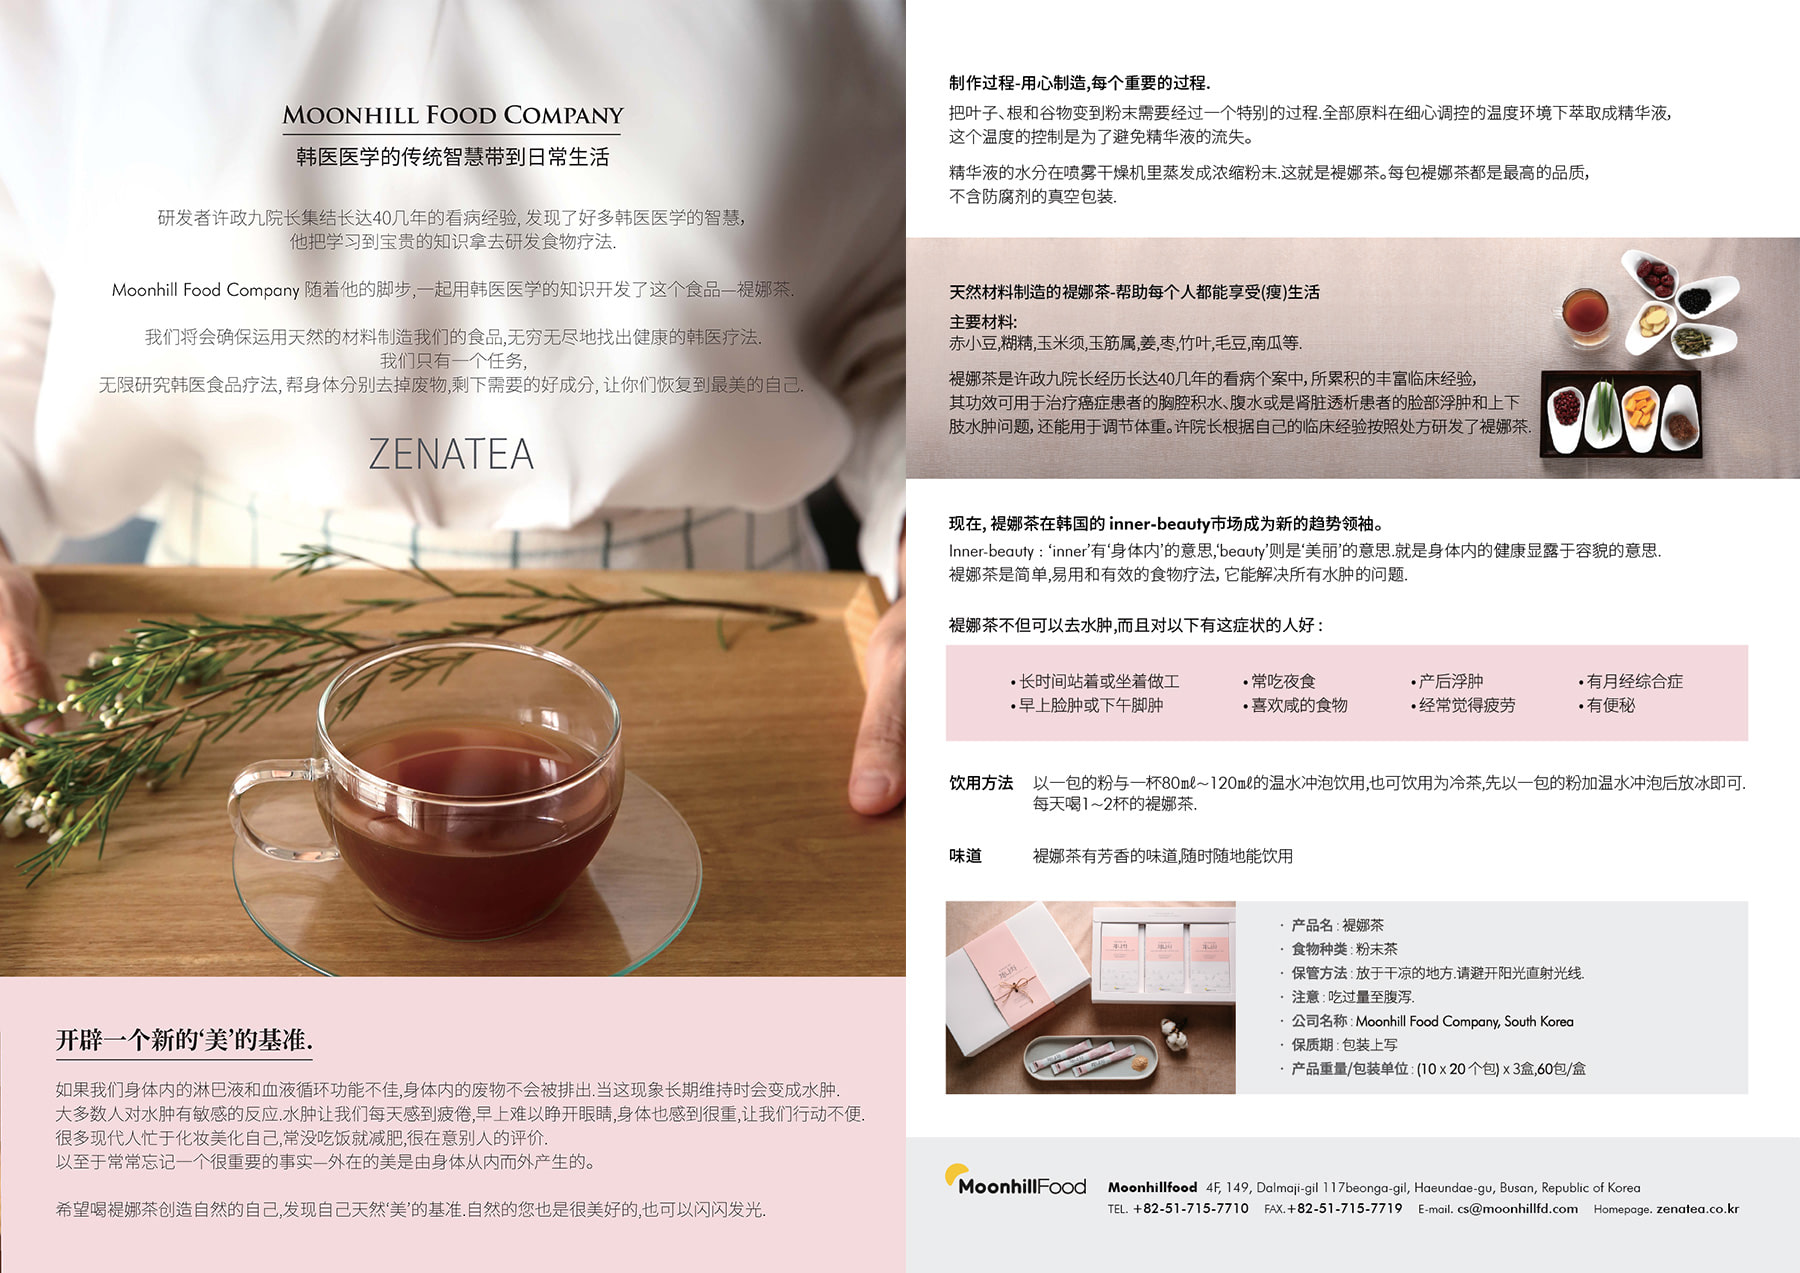 MOONHILL FOOD COMPANY
韩医医学的传统智慧带到日常生活
研发者许政九院长集结长达40几年的看病经验, 发现了好多韩医医学的智慧,
他把学习到宝贵的知识拿去研发食物疗法.
Moonhill Food Company 随着他的脚步,一起用韩医医学的知识开发了这个食品—褆娜茶.
我们将会确保运用天然的材料制造我们的食品,无穷无尽地找出健康的韩医疗法.
我们只有一个任务,
无限研究韩医食品疗法, 帮身体分别去掉废物,剩下需要的好成分, 让你们恢复到最美的自己.
ZENATEA
开辟一个新的‘美’的基准.
如果我们身体内的淋巴液和血液循环功能不佳,身体内的废物不会被排出.当这现象长期维持时会变成水肿.
大多数人对水肿有敏感的反应.水肿让我们每天感到疲倦,早上难以睁开眼睛,身体也感到很重,让我们行动不便.
很多现代人忙于化妆美化自己,常没吃饭就减肥,很在意别人的评价.
以至于常常忘记一个很重要的事实—外在的美是由身体从内而外产生的。
希望喝褆娜茶创造自然的自己,发现自己天然‘美’的基准.自然的您也是很美好的,也可以闪闪发光.
制作过程-用心制造,每个重要的过程.
把叶子、根和谷物变到粉末需要经过一个特别的过程.全部原料在细心调控的温度环境下萃取成精华液,
这个温度的控制是为了避免精华液的流失。
精华液的水分在喷雾干燥机里蒸发成浓缩粉末.这就是褆娜茶。每包褆娜茶都是最高的品质,
不含防腐剂的真空包装.
天然材料制造的褆娜茶-帮助每个人都能享受(瘦)生活
主要材料:
赤小豆,糊精,玉米须,玉筋属,姜,枣,竹叶,毛豆,南瓜等.
褆娜茶是许政九院长经历长达40几年的看病个案中, 所累积的丰富临床经验,
其功效可用于治疗癌症患者的胸腔积水、腹水或是肾脏透析患者的脸部浮肿和上下
肢水肿问题, 还能用于调节体重。许院长根据自己的临床经验按照处方研发了褆娜茶.
现在, 褆娜茶在韩国的 inner-beauty市场成为新的趋势领袖。
Inner-beauty : ‘inner’有‘身体内’的意思,‘beauty’则是‘美丽’的意思.就是身体内的健康显露于容貌的意思.
褆娜茶是简单,易用和有效的食物疗法, 它能解决所有水肿的问题.
褆娜茶不但可以去水肿,而且对以下有这症状的人好 :
• 长时间站着或坐着做工 • 常吃夜食 • 产后浮肿 • 有月经综合症
• 早上脸肿或下午脚肿 • 喜欢咸的食物 • 经常觉得疲劳 • 有便秘
饮用方法 以一包的粉与一杯80㎖~120㎖的温水冲泡饮用,也可饮用为冷茶,先以一包的粉加温水冲泡后放冰即可.
每天喝1~2杯的褆娜茶.
味道 褆娜茶有芳香的味道,随时随地能饮用
· 产品名 : 褆娜茶
· 食物种类 : 粉末茶
· 保管方法 : 放于干凉的地方.请避开阳光直射光线.
· 注意 : 吃过量至腹泻.
· 公司名称 : Moonhill Food Company, South Korea
· 保质期 : 包装上写
· 产品重量/包装单位 : (10 x 20 个包) x 3盒,60包/盒
MoonhillFood
Moonhillfood 4F, 149, Dalmaji-gil 117beonga-gil, Haeundae-gu, Busan, Republic of Korea
TEL. +82-51-715-7710 FAX.+82-51-715-7719 E-mail. cs@moonhillfd.com Homepage. zenatea.co.kr